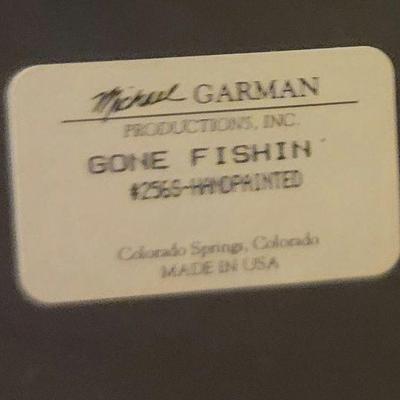 Michael GARMAN
PRODUCTIONS, INC.
GONE FISHIN'
#256S-HANDPAINTED
Colorado Springs, Colorado
MADE IN USA